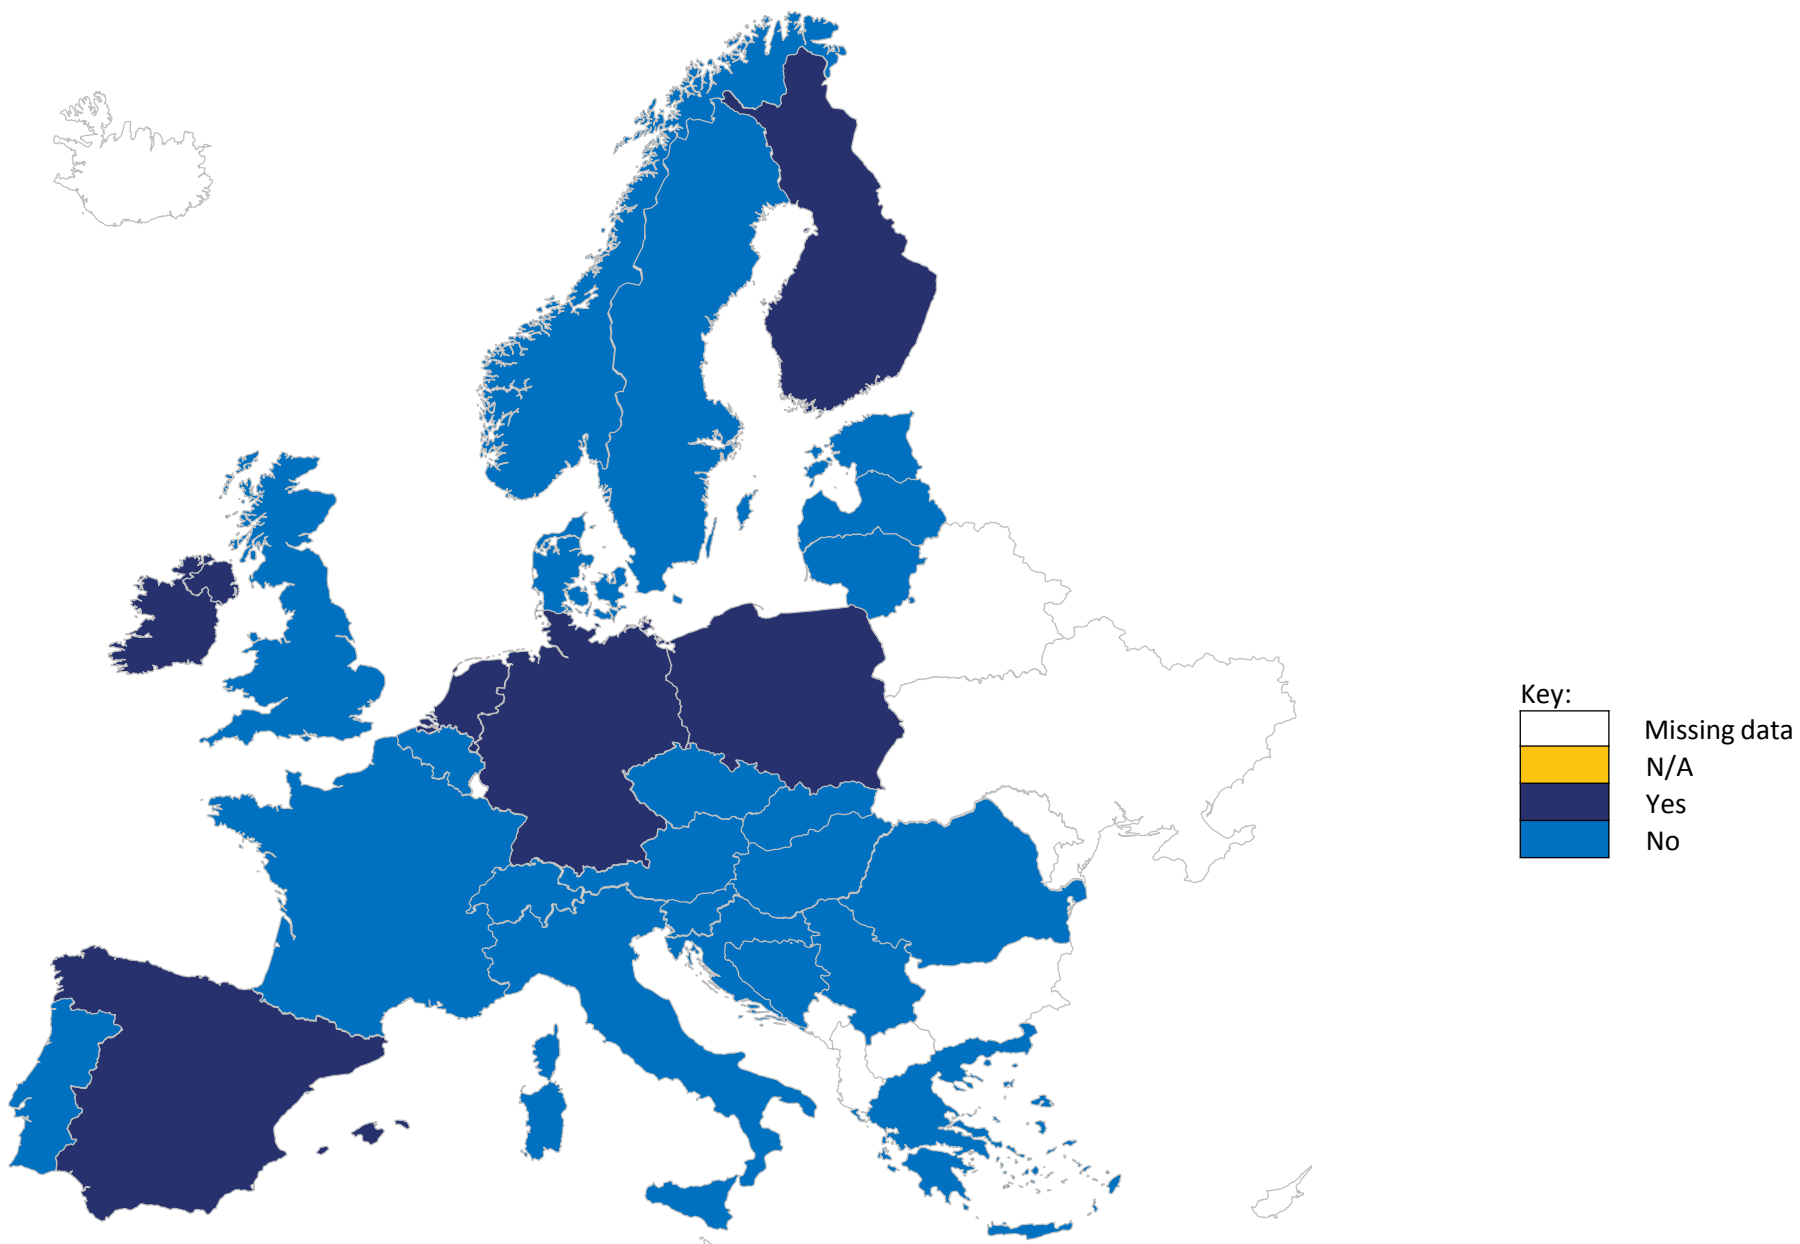 Key:
Missing data
N/A
Yes
No